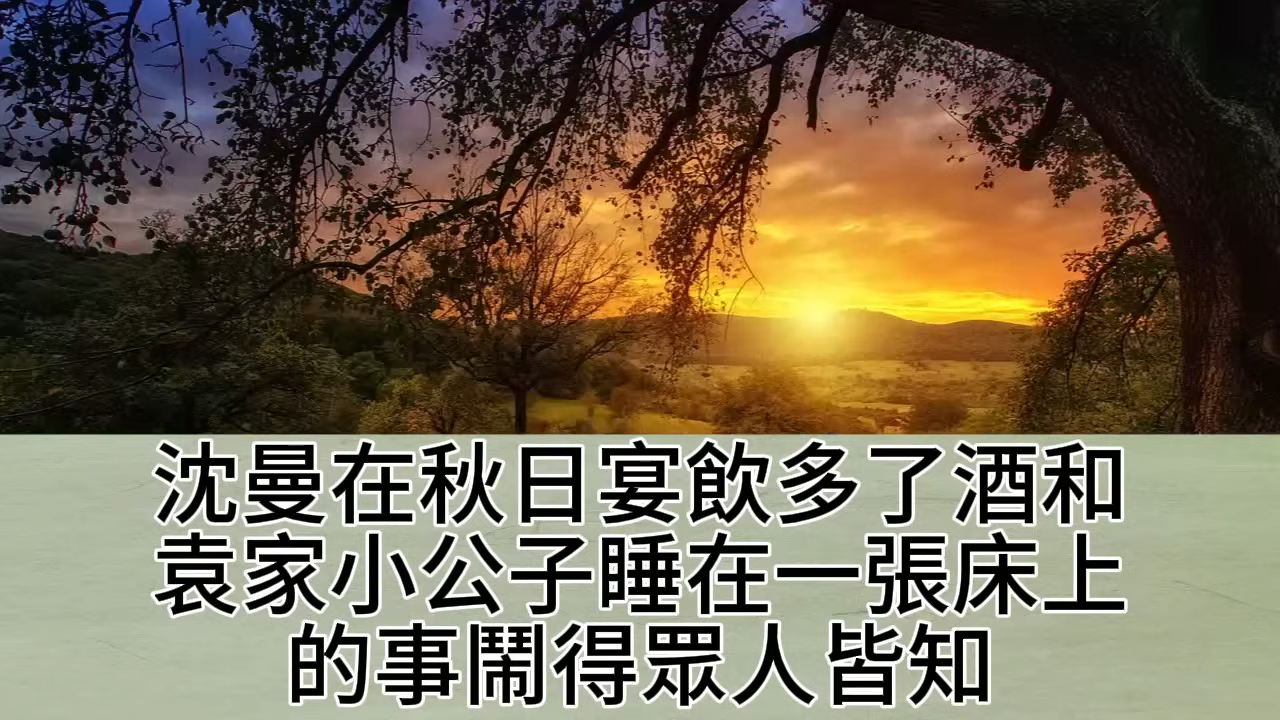 沈曼在秋日宴飲多了酒和
袁家小公子睡在一張床上
的事鬧得眾人皆知